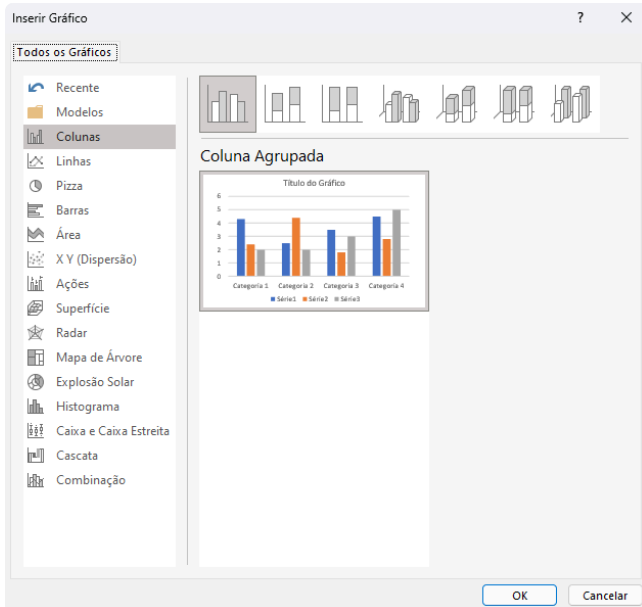 Inserir Gráfico
?
Todos os Gráficos
Recente
Modelos
Colunas
Linhas
Pizza
Barras
Área
X Y (Dispersão)
Ações
Superfície
Radar
Mapa de Árvore
Explosão Solar
Histograma
Caixa e Caixa Estreita
Cascata
Combinação
Coluna Agrupada
Título do Gráfico
6
5
4
3
2
1
0
Categoria 1 Categoria 2 Categoria 3 Categoria 4
Série1 Série2 Série3
OK Cancelar